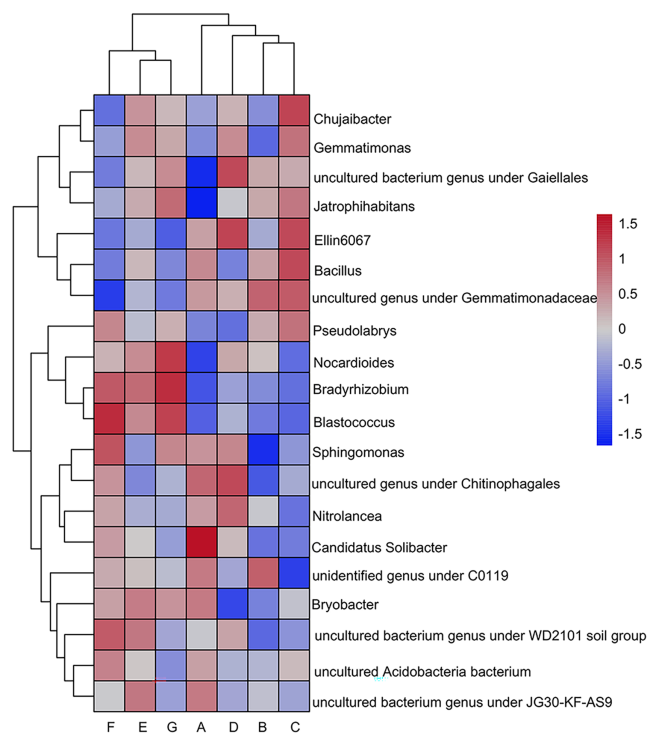 Chujaibacter
Gemmatimonas
uncultured bacterium genus under Gaiellales
Jatrophihabitans
Ellin6067
Bacillus
uncultured genus under Gemmatimonadaceae
Pseudolabrys
Nocardioides
Bradyrhizobium
Blastococcus
Sphingomonas
uncultured genus under Chitinophagales
Nitrolancea
Candidatus Solibacter
unidentified genus under C0119
Bryobacter
uncultured bacterium genus under WD2101 soil group
uncultured_Acidobacteria bacterium
uncultured bacterium genus under JG30-KF-AS9
F E G A D B C
1.5
1
0.5
0
-0.5
-1
-1.5